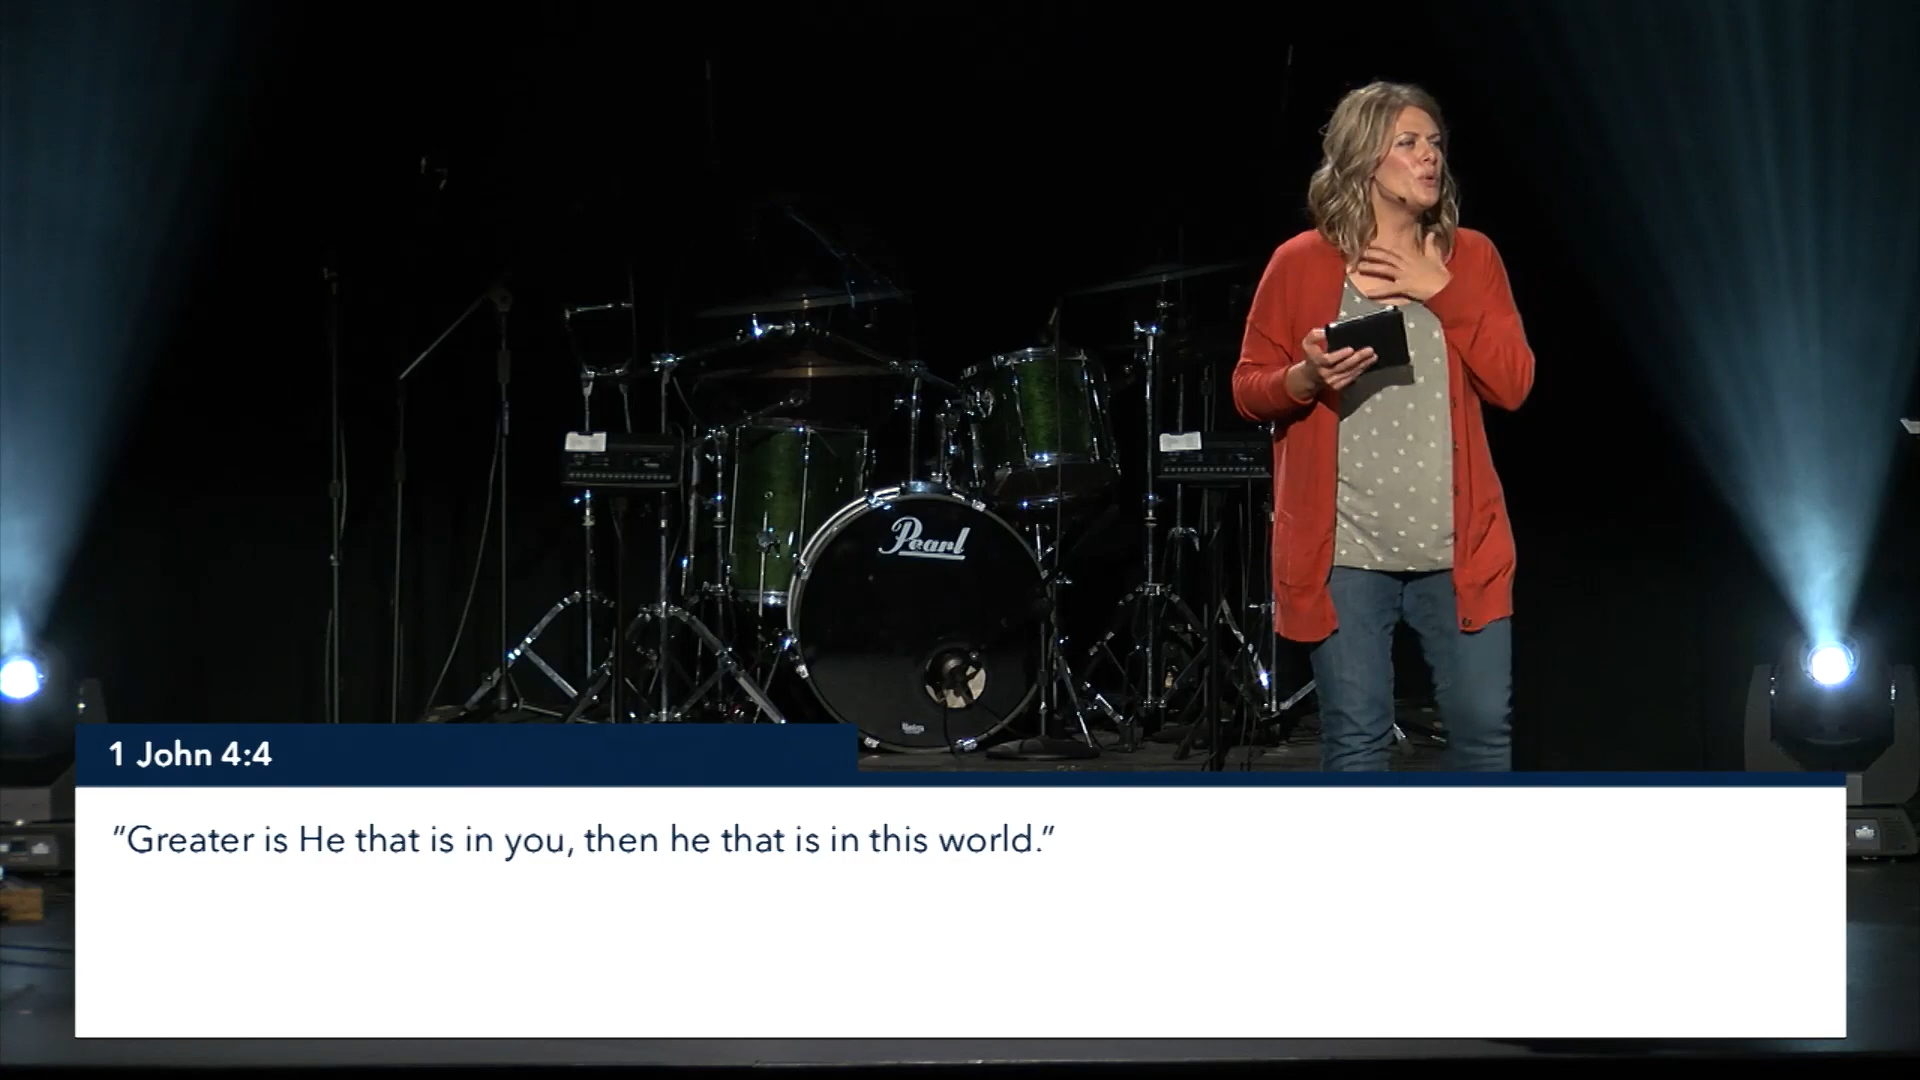 Pearl
1 John 4:4
"Greater is He that is in you, then he that is in this world."